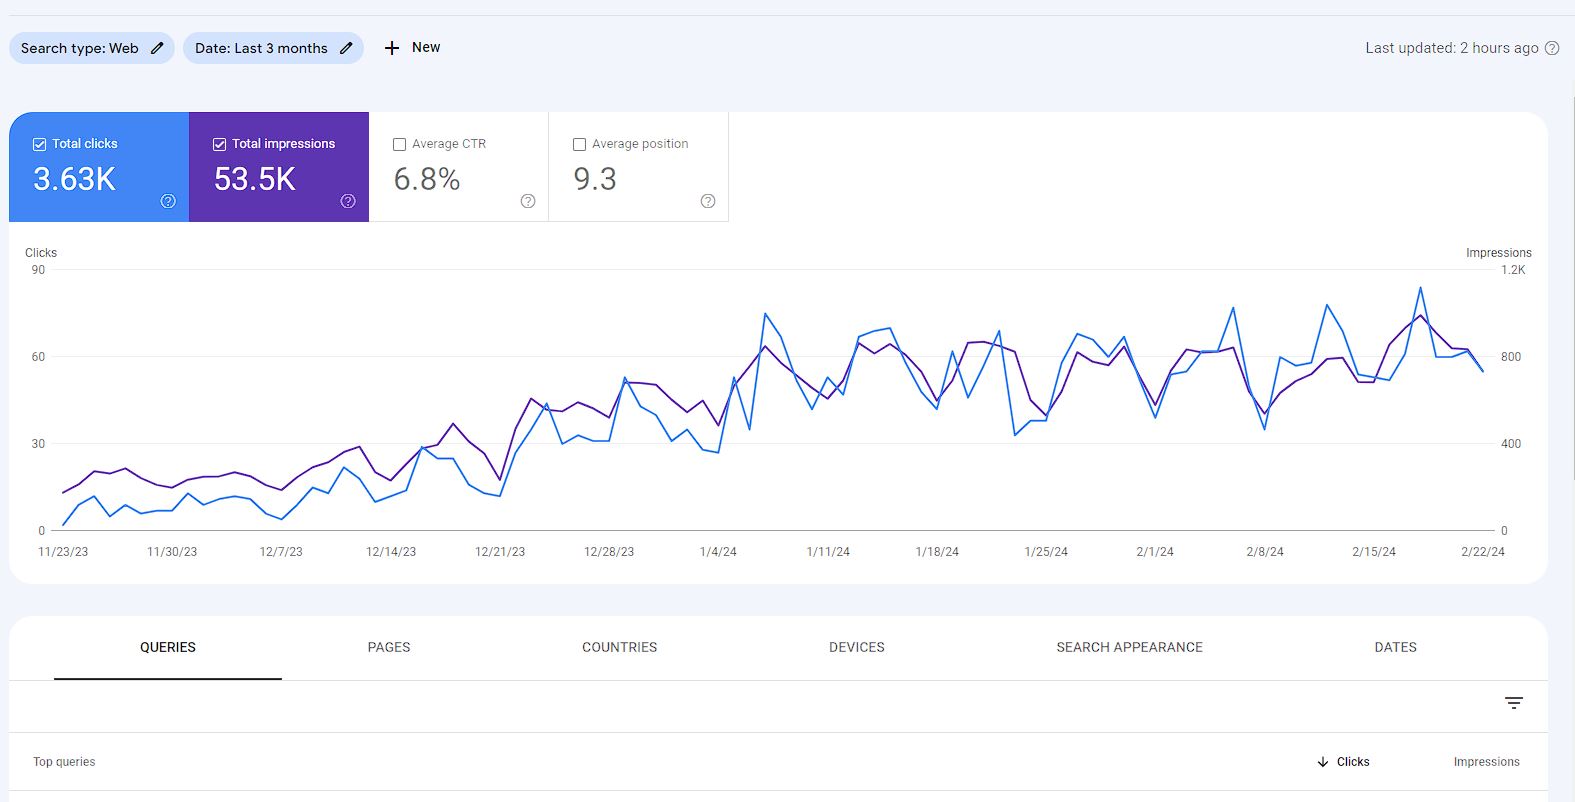 Search type: Web
Date: Last 3 months
New
Last updated: 2 hours ago
Total clicks
3.63K
Total impressions
53.5K
Average CTR
6.8%
Average position
9.3
Clicks
Impressions
90
60
30
0
1.2K
800
400
0
11/23/23 11/30/23 12/7/23 12/14/23 12/21/23 12/28/23 1/4/24 1/11/24 1/18/24 1/25/24 2/1/24 2/8/24 2/15/24 2/22/24
QUERIES PAGES COUNTRIES DEVICES SEARCH APPEARANCE DATES
Top queries Clicks Impressions